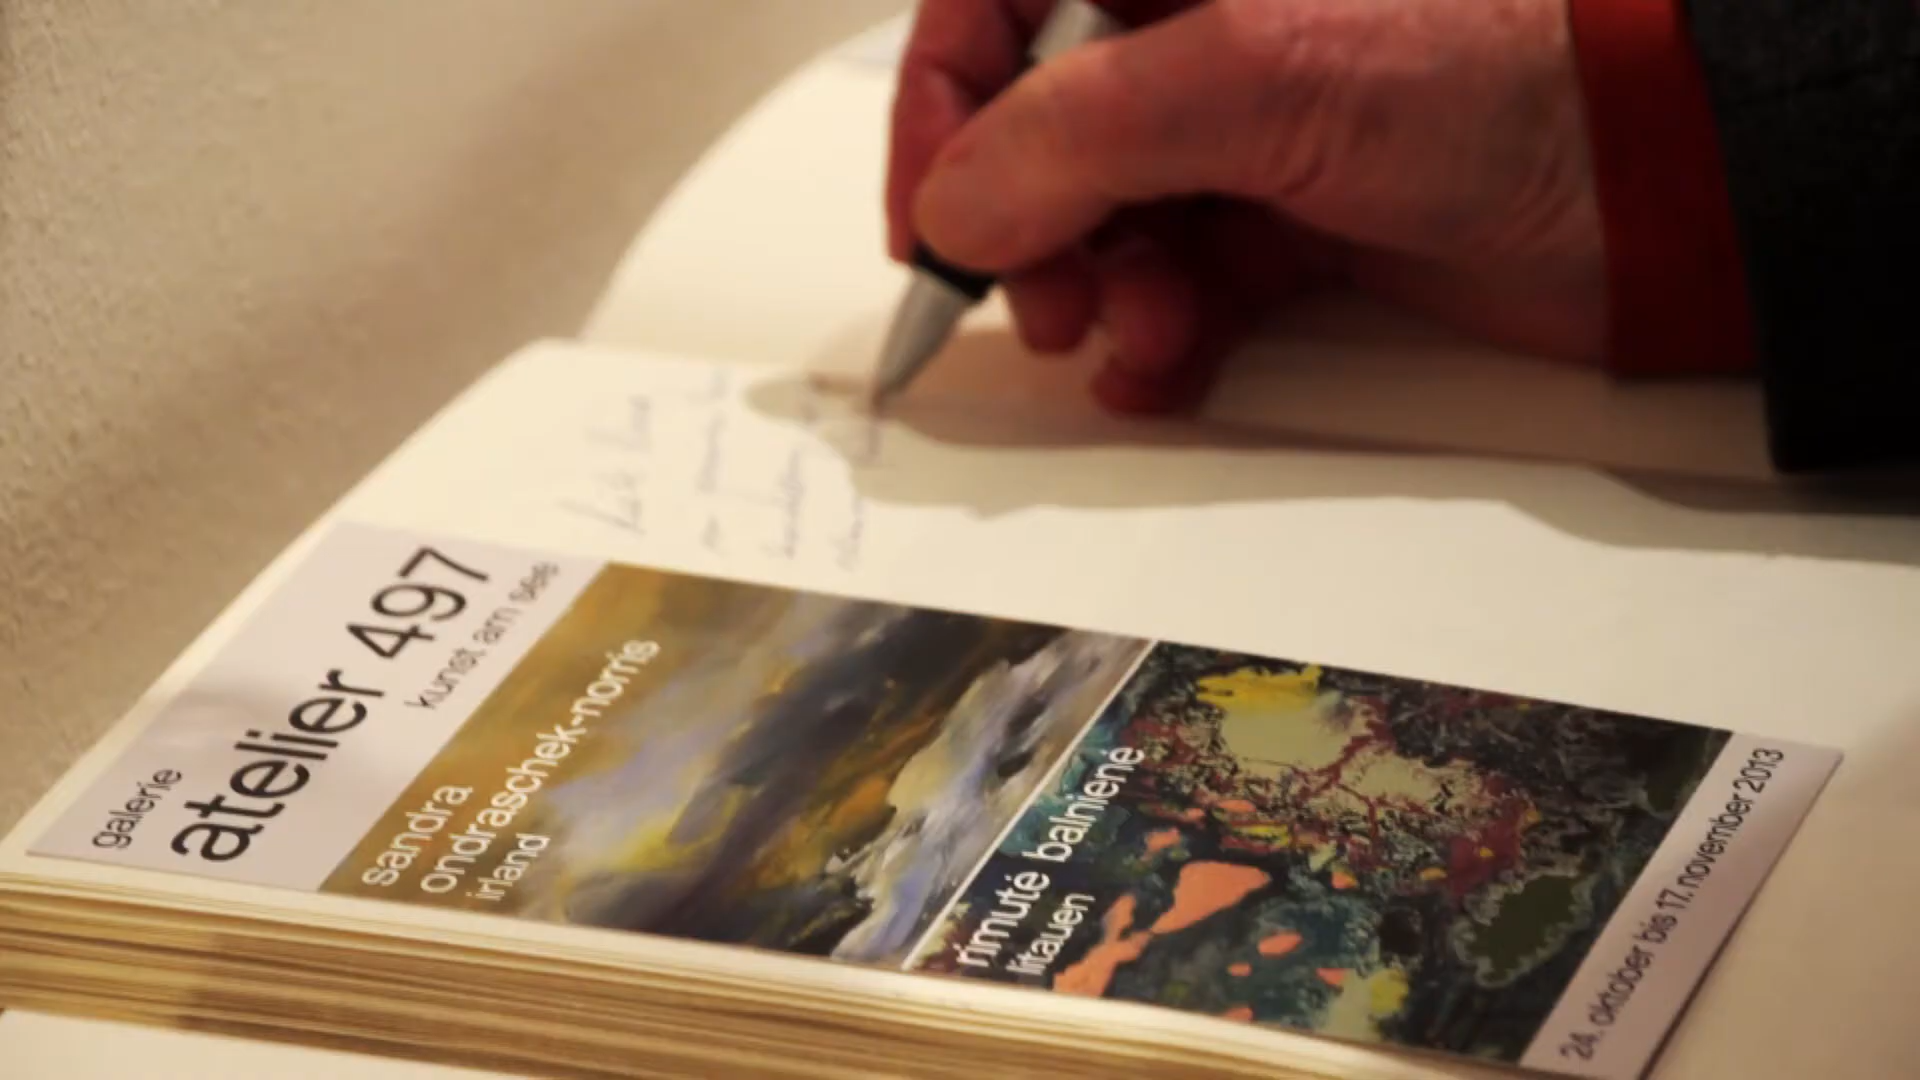 galerie
atelier 497
kunst am see
sandra
ondraschek-norris
irland
rimutė balnienė
litauen
24. oktober bis 17. november 2013